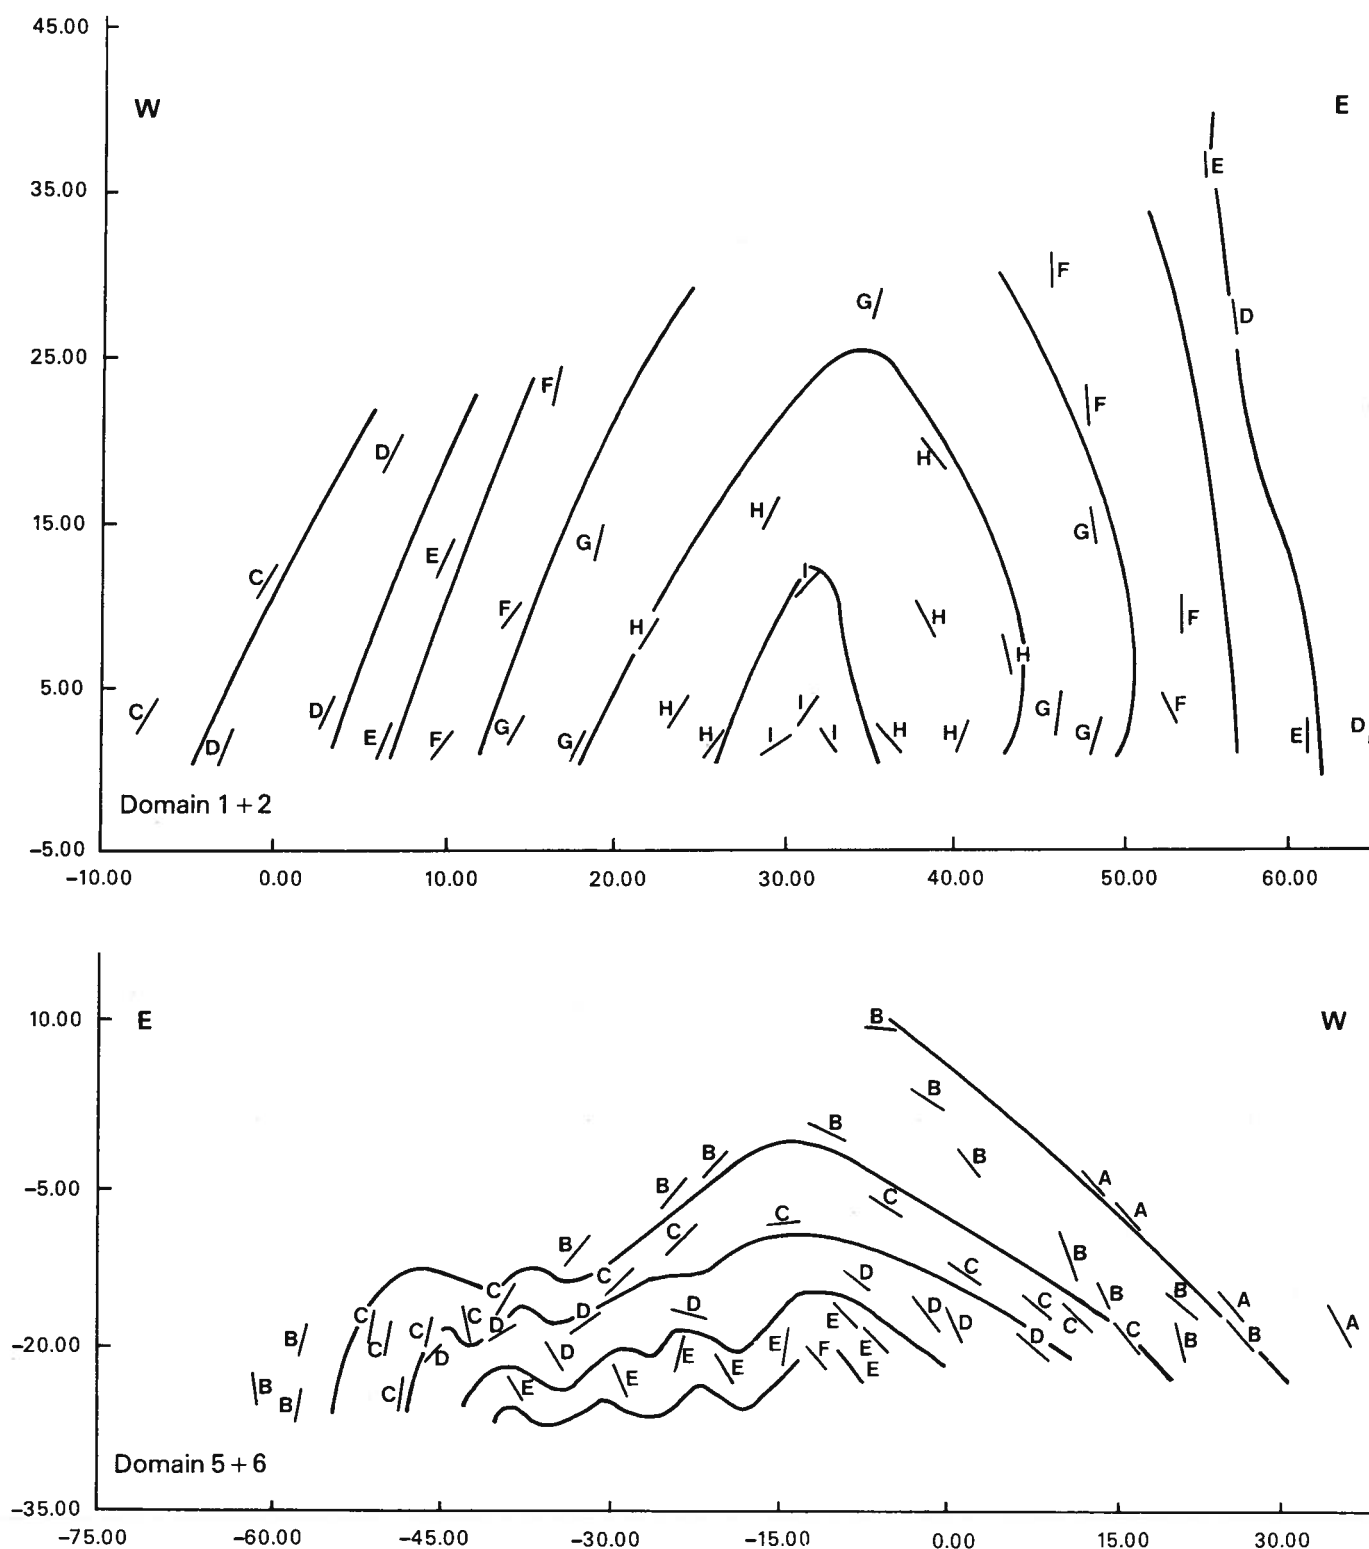 45.00
W E
E
35.00
F
G D
25.00
F F
D H
15.00 H G
E G
C F H F
H I H
5.00
C D D E F G G H H I I I H H G G F E D
Domain 1 + 2
-5.00
-10.00 0.00 10.00 20.00 30.00 40.00 50.00 60.00
10.00 E B W
B
B
B B
-5.00 B A
C A
C C
B B
C C D C B B A
C C C D D D C C A
B C C D E D D B B
C D D E E E F E
B B C E E
Domain 5 + 6
-35.00
-20.00
-75.00 -60.00 -45.00 -30.00 -15.00 0.00 15.00 30.00